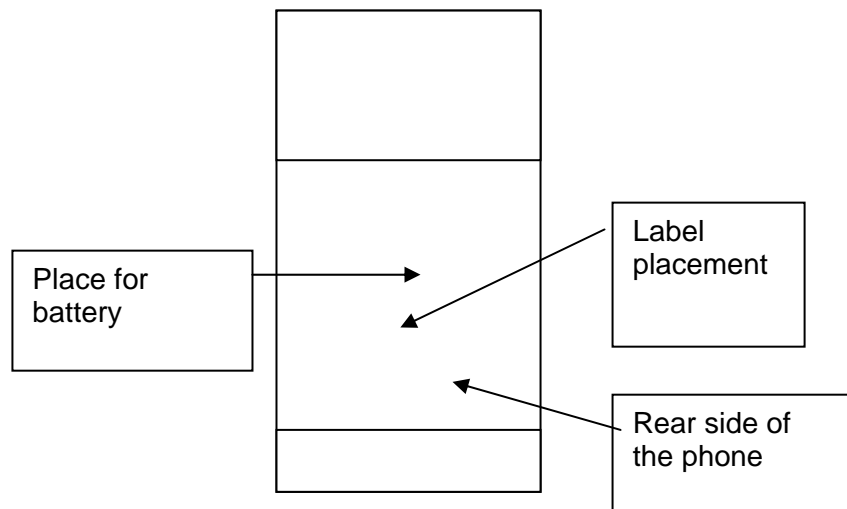 Label
placement
Place for
battery
Rear side of
the phone